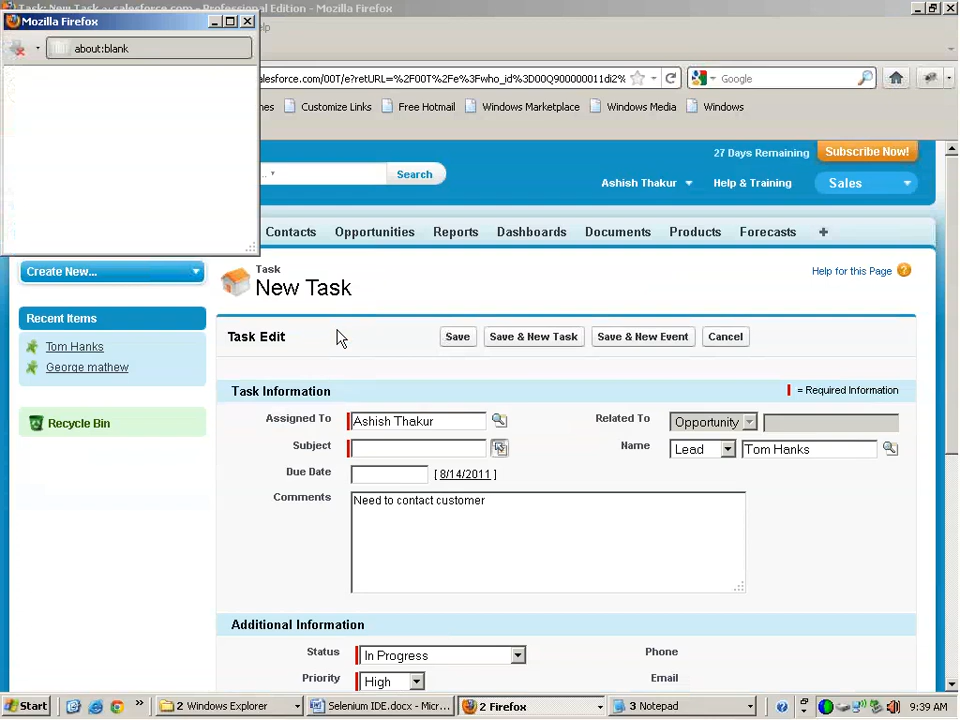 Task: New Task ~ salesforce.com - Professional Edition - Mozilla Firefox
Mozilla Firefox
about:blank
alesforce.com/00T/e?retURL=%2F00T%2Fe%3Fwho_id%3D00Q900000011di2%
Google
Customize Links
Free Hotmail
Windows Marketplace
Windows Media
Windows
27 Days Remaining
Subscribe Now!
Search
Ashish Thakur
Help & Training
Sales
Contacts
Opportunities
Reports
Dashboards
Documents
Products
Forecasts
+
Create New...
Task
New Task
Help for this Page
Recent Items
Tom Hanks
George mathew
Recycle Bin
Task Edit
Save
Save & New Task
Save & New Event
Cancel
Task Information
= Required Information
Assigned To
Ashish Thakur
Related To
Opportunity
Subject
Name
Lead
Tom Hanks
Due Date
[ 8/14/2011 ]
Comments
Need to contact customer
Additional Information
Status
In Progress
Phone
Priority
High
Email
Start
2 Windows Explorer
Selenium IDE.docx - Mic...
2 Firefox
3 Notepad
9:39 AM